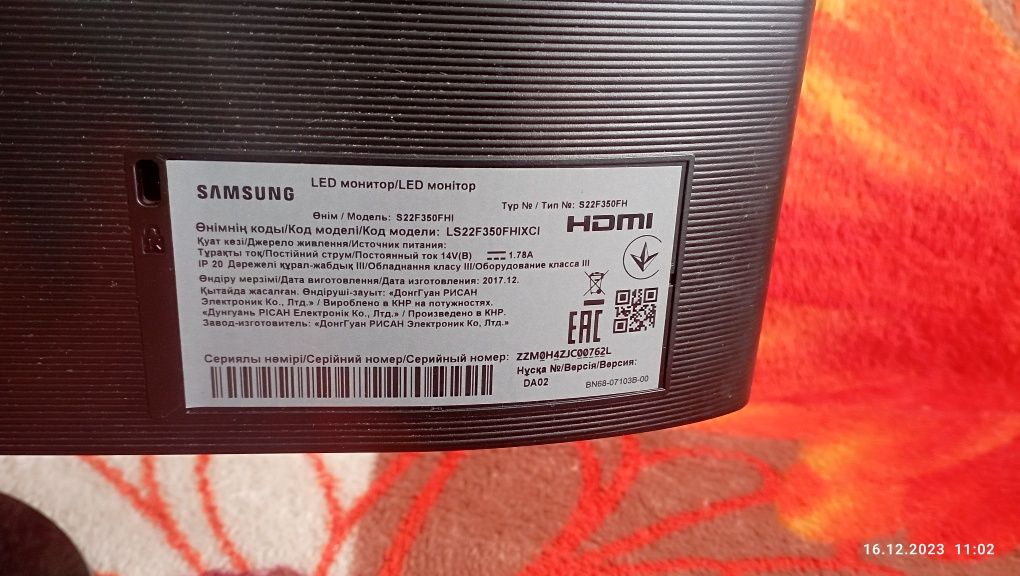 SAMSUNG
LED монитор/LED монітор
Өнім / Модель: S22F350FHI
Түр № / Тип №: S22F350FH
Өнімнің коды/Код моделі/Код модели: LS22F350FHIXCI
HDMI
Қуат көзі/Джерело живлення/Источник питания:
Тұрақты ток/Постійний струм/Постоянный ток 14V(В) 1.78A
IP 20 Дәрежелі құрал-жабдық III/Обладнання класу III/Оборудование класса III
Өндіру мерзімі/Дата виготовлення/Дата изготовления: 2017.12.
Қытайда жасалған. Өндіруші-зауыт: «ДонгГуан РИСАН
Электроник Ко., Лтд.» / Вироблено в КНР на потужностях.
«Дунгуань РІСАН Електронік Ко., Лтд.» / Произведено в КНР.
Завод-изготовитель: «ДонгГуан РИСАН Электроник Ко, Лтд.»
EAC
Сериялы нөмірі/Серійний номер/Серийный номер: ZZM0H4ZJC00762L
Нұсқа №/Версія/Версия:
DA02
BN68-07103B-00
16.12.2023 11:02